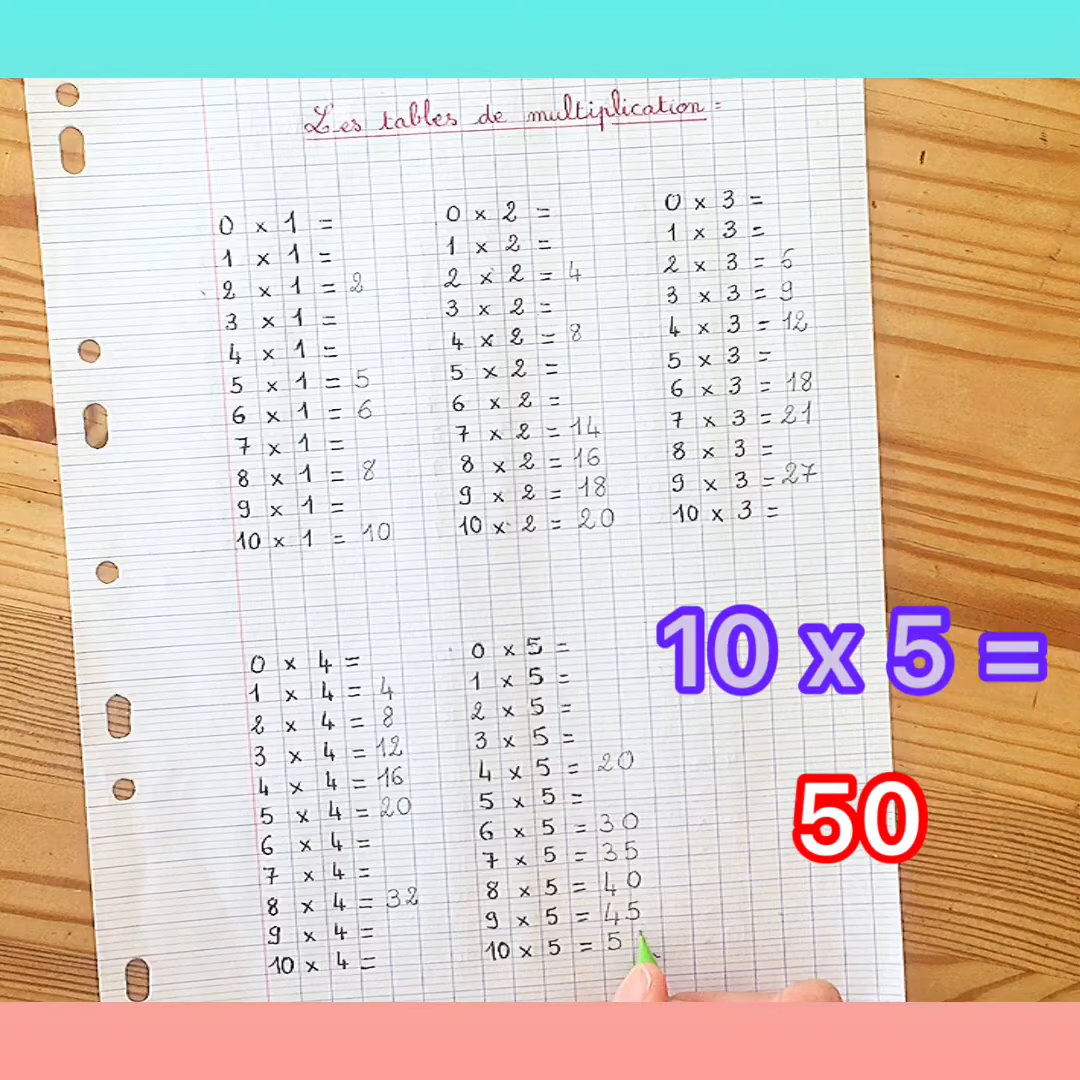 Les tables de multiplication :
0 x 1 =
1 x 1 =
2 x 1 = 2
3 x 1 =
4 x 1 =
5 x 1 = 5
6 x 1 = 6
7 x 1 =
8 x 1 = 8
9 x 1 =
10 x 1 = 10
0 x 2 =
1 x 2 =
2 x 2 = 4
3 x 2 =
4 x 2 = 8
5 x 2 =
6 x 2 =
7 x 2 = 14
8 x 2 = 16
9 x 2 = 18
10 x 2 = 20
0 x 3 =
1 x 3 =
2 x 3 = 6
3 x 3 = 9
4 x 3 = 12
5 x 3 =
6 x 3 = 18
7 x 3 = 21
8 x 3 =
9 x 3 = 27
10 x 3 =
0 x 4 =
1 x 4 = 4
2 x 4 = 8
3 x 4 = 12
4 x 4 = 16
5 x 4 = 20
6 x 4 =
7 x 4 =
8 x 4 = 32
9 x 4 =
10 x 4 =
0 x 5 =
1 x 5 =
2 x 5 =
3 x 5 =
4 x 5 = 20
5 x 5 =
6 x 5 = 30
7 x 5 = 35
8 x 5 = 40
9 x 5 = 45
10 x 5 = 5
10 x 5 =
50